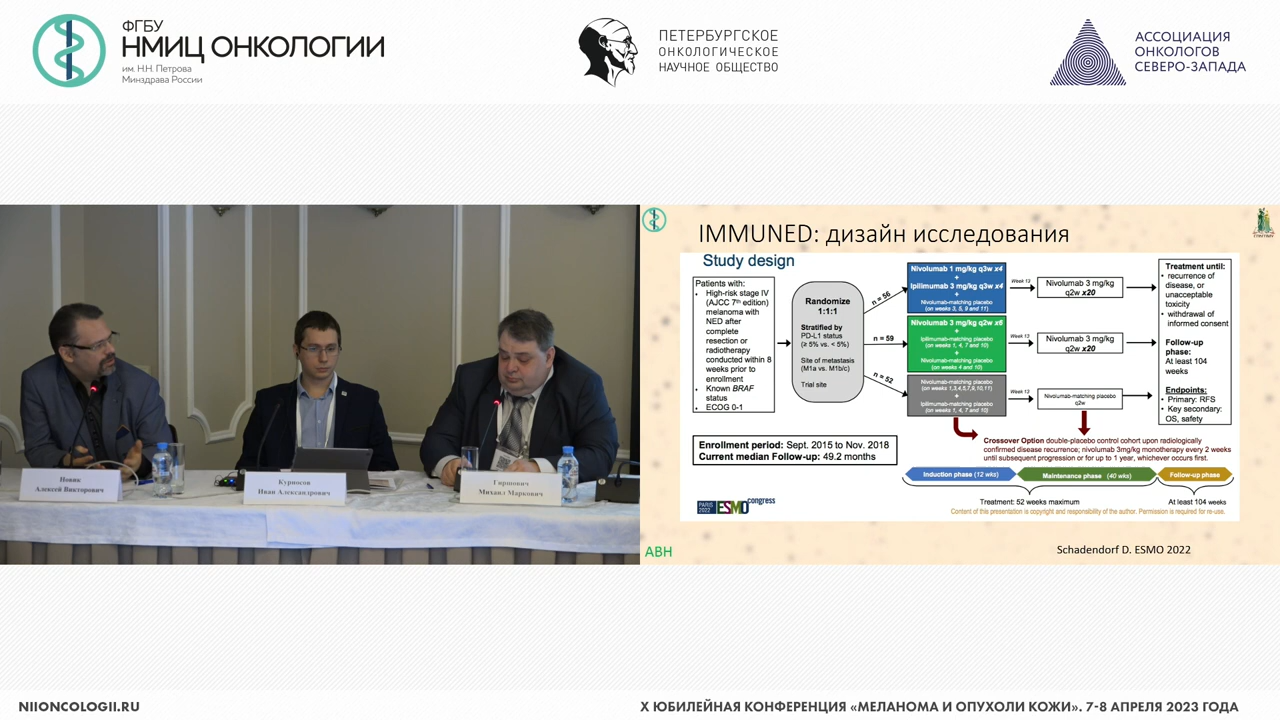 ФГБУ
НМИЦ ОНКОЛОГИИ
им. Н.Н. Петрова
Минздрава России
ПЕТЕРБУРГСКОЕ
ОНКОЛОГИЧЕСКОЕ
НАУЧНОЕ ОБЩЕСТВО
АССОЦИАЦИЯ
ОНКОЛОГОВ
СЕВЕРО-ЗАПАДА
Новик
Алексей Викторович
Курносов
Иван Александрович
Гиршович
Михаил Маркович
IMMUNED: дизайн исследования
Study design
Patients with:
• High-risk stage IV
(AJCC 7th edition)
melanoma with
NED after
complete
resection or
radiotherapy
conducted within 8
weeks prior to
enrollment
• Known BRAF
status
• ECOG 0-1
Randomize
1:1:1
Stratified by
PD-L1 status
(≥ 5% vs. < 5%)
Site of metastasis
(M1a vs. M1b/c)
Trial site
n = 56
n = 59
n = 52
Nivolumab 1 mg/kg q3w x4
+
Ipilimumab 3 mg/kg q3w x4
+
Nivolumab-matching placebo
(on weeks 3, 5, 9 and 11)
Nivolumab 3 mg/kg q2w x6
+
Ipilimumab-matching placebo
(on weeks 1, 4, 7 and 10)
+
Nivolumab-matching placebo
(on weeks 4 and 10)
Nivolumab-matching placebo
(on weeks 1,3,4,5,7,9,10,11)
+
Ipilimumab-matching placebo
(on weeks 1, 4, 7 and 10)
Week 13
Nivolumab 3 mg/kg
q2w x20
Week 13
Nivolumab 3 mg/kg
q2w x20
Week 13
Nivolumab-matching placebo
q2w
Treatment until:
• recurrence of
disease, or
unacceptable
toxicity
• withdrawal of
informed consent
Follow-up
phase:
At least 104
weeks
Endpoints:
• Primary: RFS
• Key secondary:
OS, safety
Crossover Option double-placebo control cohort upon radiologically
confirmed disease recurrence; nivolumab 3mg/kg monotherapy every 2 weeks
until subsequent progression or for up to 1 year, whichever occurs first.
Enrollment period: Sept. 2015 to Nov. 2018
Current median Follow-up: 49.2 months
Induction phase (12 wks)
Maintenance phase (40 wks)
Follow-up phase
Treatment: 52 weeks maximum
At least 104 weeks
PARIS
2022
ESMO congress
Content of this presentation is copyright and responsibility of the author. Permission is required for re-use.
АВН
Schadendorf D. ESMO 2022
NIIONCOLOGII.RU
X ЮБИЛЕЙНАЯ КОНФЕРЕНЦИЯ «МЕЛАНОМА И ОПУХОЛИ КОЖИ». 7-8 АПРЕЛЯ 2023 ГОДА